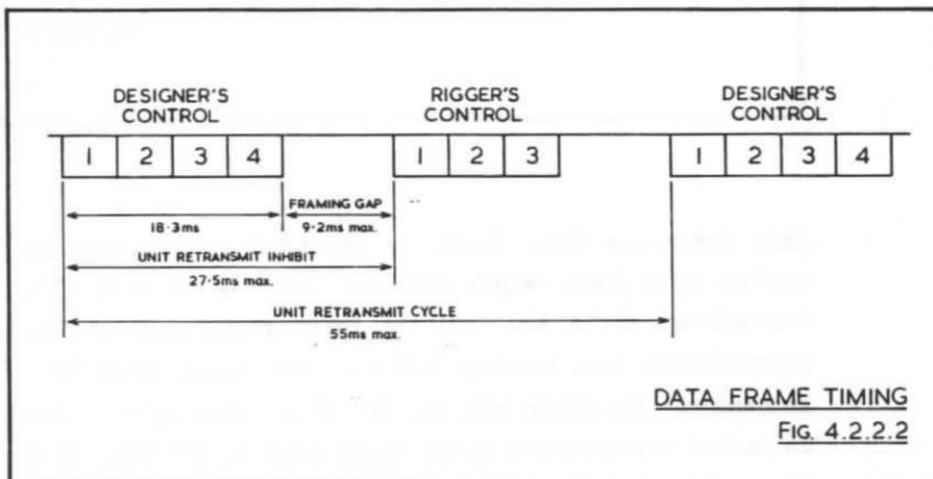 DESIGNER'S
CONTROL
RIGGER'S
CONTROL
DESIGNER'S
CONTROL
1 2 3 4
1 2 3
1 2 3 4
FRAMING GAP
18·3ms
9·2ms max.
UNIT RETRANSMIT INHIBIT
27·5ms max.
UNIT RETRANSMIT CYCLE
55ms max.
DATA FRAME TIMING
FIG. 4.2.2.2